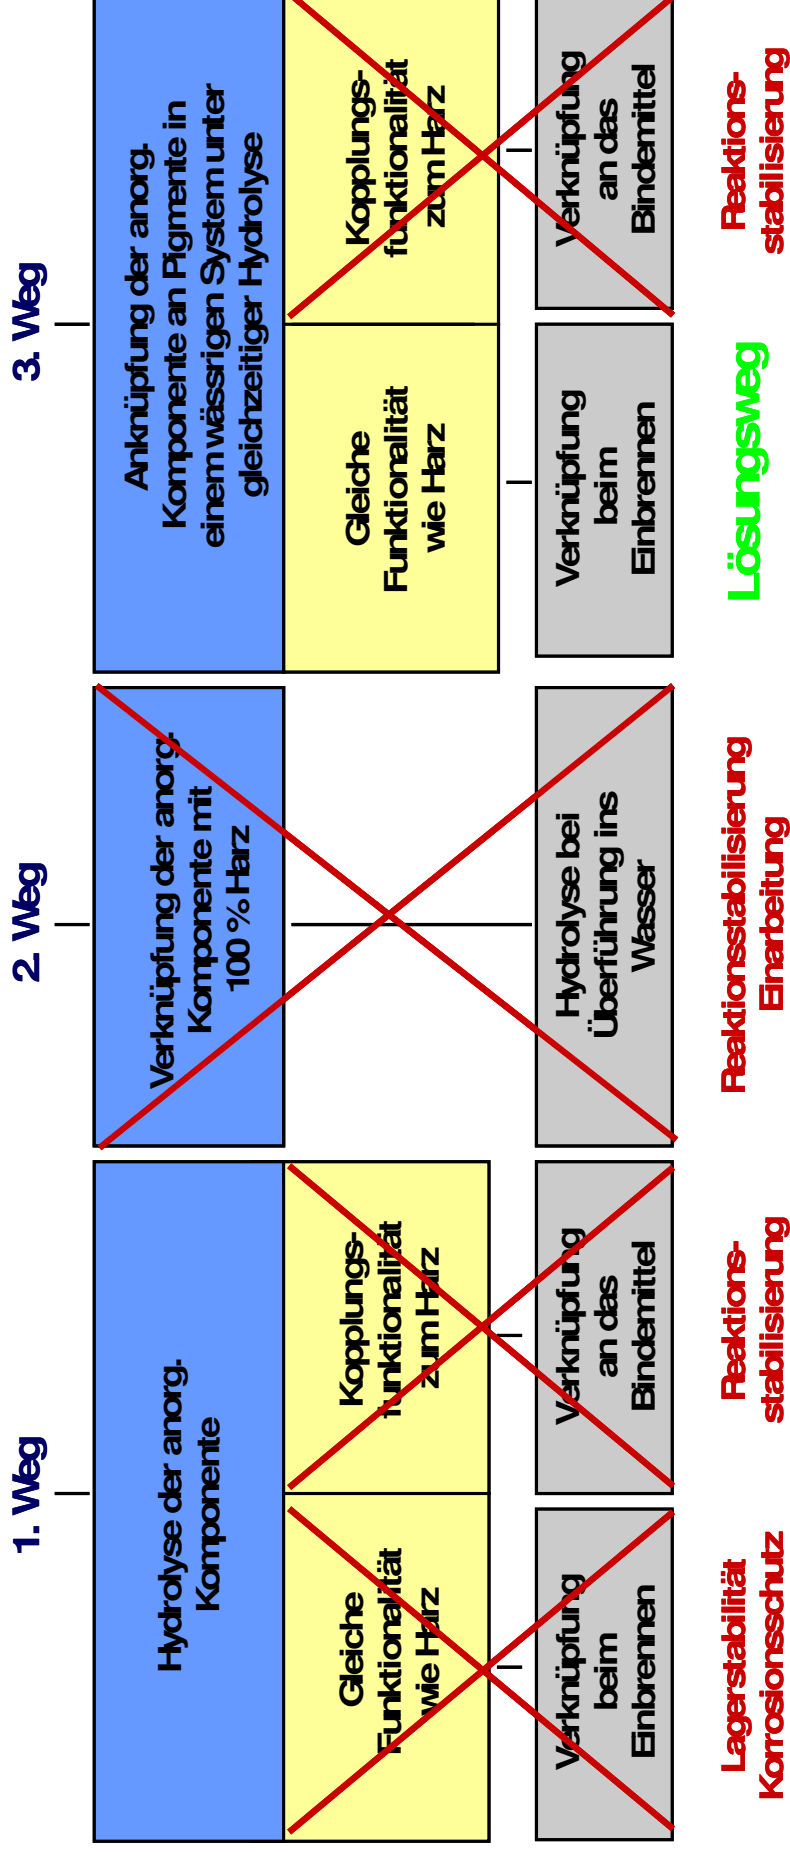 1. Weg
Hydrolyse der anorg.
Komponente
Gleiche
Funktionalität
wie Harz
Kopplungs-
funktionalität
zum Harz
Verknüpfung
beim
Einbrennen
Verknüpfung
an das
Bindemittel
Lagerstabilität
Korrosionsschutz
Reaktions-
stabilisierung
2. Weg
Verknüpfung der anorg.
Komponente mit
100 % Harz
Hydrolyse bei
Überführung ins
Wasser
Reaktionsstabilisierung
Einarbeitung
3. Weg
Anknüpfung der anorg.
Komponente an Pigmente in
einem wässrigen System unter
gleichzeitiger Hydrolyse
Gleiche
Funktionalität
wie Harz
Kopplungs-
funktionalität
zum Harz
Verknüpfung
beim
Einbrennen
Verknüpfung
an das
Bindemittel
Lösungsweg
Reaktions-
stabilisierung